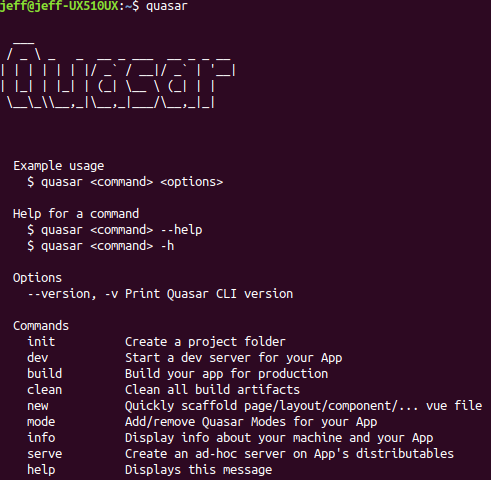 jeff@jeff-UX510UX:~$ quasar
  ___
 / _ \ _   _  __ _ ___  __ _ _ __
| | | | | | |/ _` / __|/ _` | '__|
| |_| | |_| | (_| \__ \ (_| | |
 \__\_\\__,_|\__,_|___/\__,_|_|
Example usage
$ quasar <command> <options>
Help for a command
$ quasar <command> --help
$ quasar <command> -h
Options
--version, -v Print Quasar CLI version
Commands
init Create a project folder
dev Start a dev server for your App
build Build your app for production
clean Clean all build artifacts
new Quickly scaffold page/layout/component/... vue file
mode Add/remove Quasar Modes for your App
info Display info about your machine and your App
serve Create an ad-hoc server on App's distributables
help Displays this message